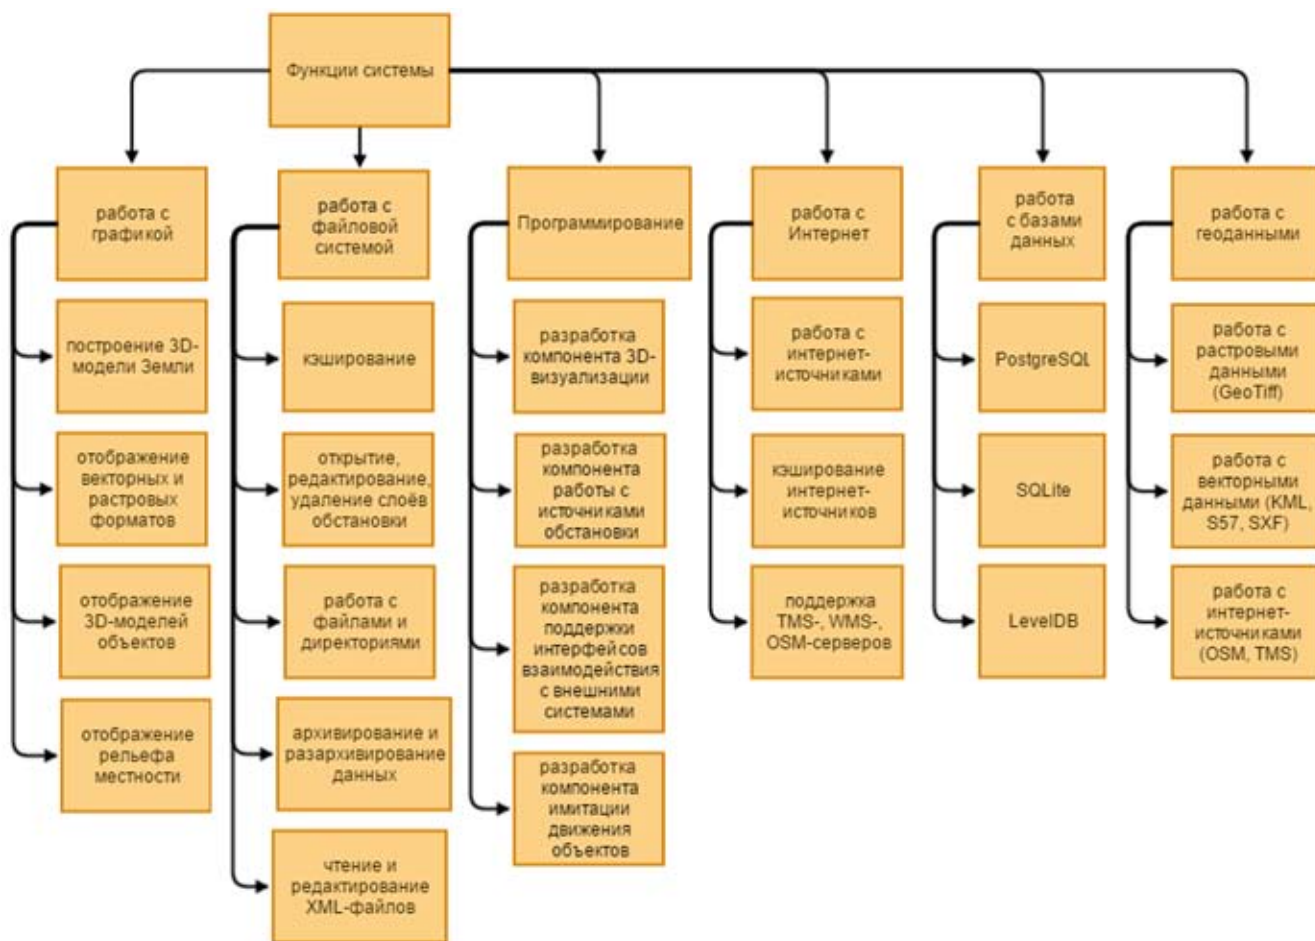 Функции системы
работа с
графикой
построение 3D-
модели Земли
отображение
векторных и
растровых
форматов
отображение
3D-моделей
объектов
отображение
рельефа
местности
работа с
файловой
системой
кэширование
открытие,
редактирование,
удаление слоёв
обстановки
работа с
файлами и
директориями
архивирование и
разархивирование
данных
чтение и
редактирование
XML-файлов
Программирование
разработка
компонента 3D-
визуализации
разработка
компонента
работы с
источниками
обстановки
разработка
компонента
поддержки
интерфейсов
взаимодействия
с внешними
системами
разработка
компонента
имитации
движения
объектов
работа с
Интернет
работа с
интернет-
источниками
кэширование
интернет-
источников
поддержка
TMS-, WMS-,
OSM-серверов
работа
с базами
данных
PostgreSQL
SQLite
LevelDB
работа с
геоданными
работа с
растровыми
данными
(GeoTiff)
работа с
векторными
данными (KML,
S57, SXF)
работа с
интернет-
источниками
(OSM, TMS)